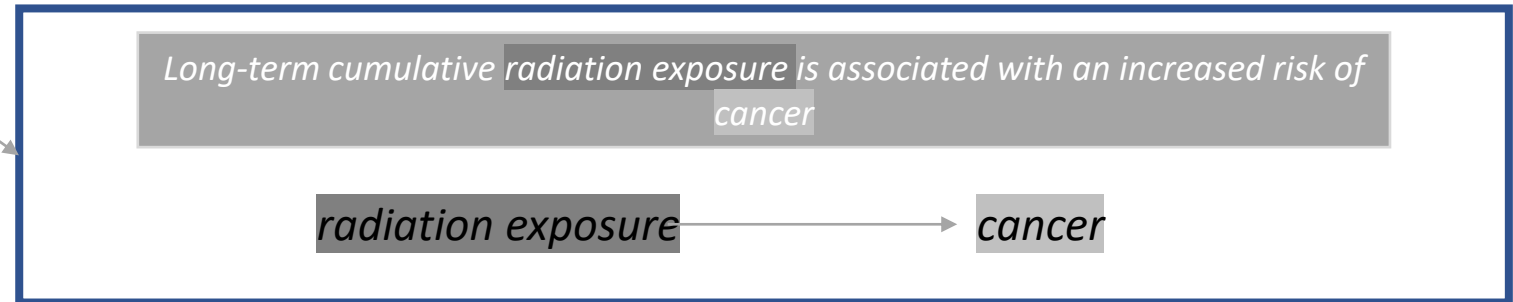 Long-term cumulative radiation exposure is associated with an increased risk of
cancer
radiation exposure cancer